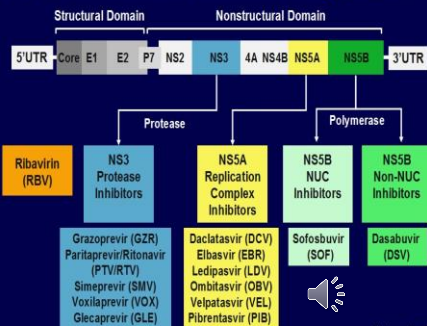 Structural Domain
Nonstructural Domain
5'UTR Core E1 E2 P7 NS2 NS3 4A NS4B NS5A NS5B 3'UTR
Protease
Polymerase
Ribavirin
(RBV)
NS3
Protease
Inhibitors
NS5A
Replication
Complex
Inhibitors
NS5B
NUC
Inhibitors
NS5B
Non-NUC
Inhibitors
Grazoprevir (GZR)
Paritaprevir/Ritonavir
(PTV/RTV)
Simeprevir (SMV)
Voxilaprevir (VOX)
Glecaprevir (GLE)
Daclatasvir (DCV)
Elbasvir (EBR)
Ledipasvir (LDV)
Ombitasvir (OBV)
Velpatasvir (VEL)
Pibrentasvir (PIB)
Sofosbuvir
(SOF)
Dasabuvir
(DSV)